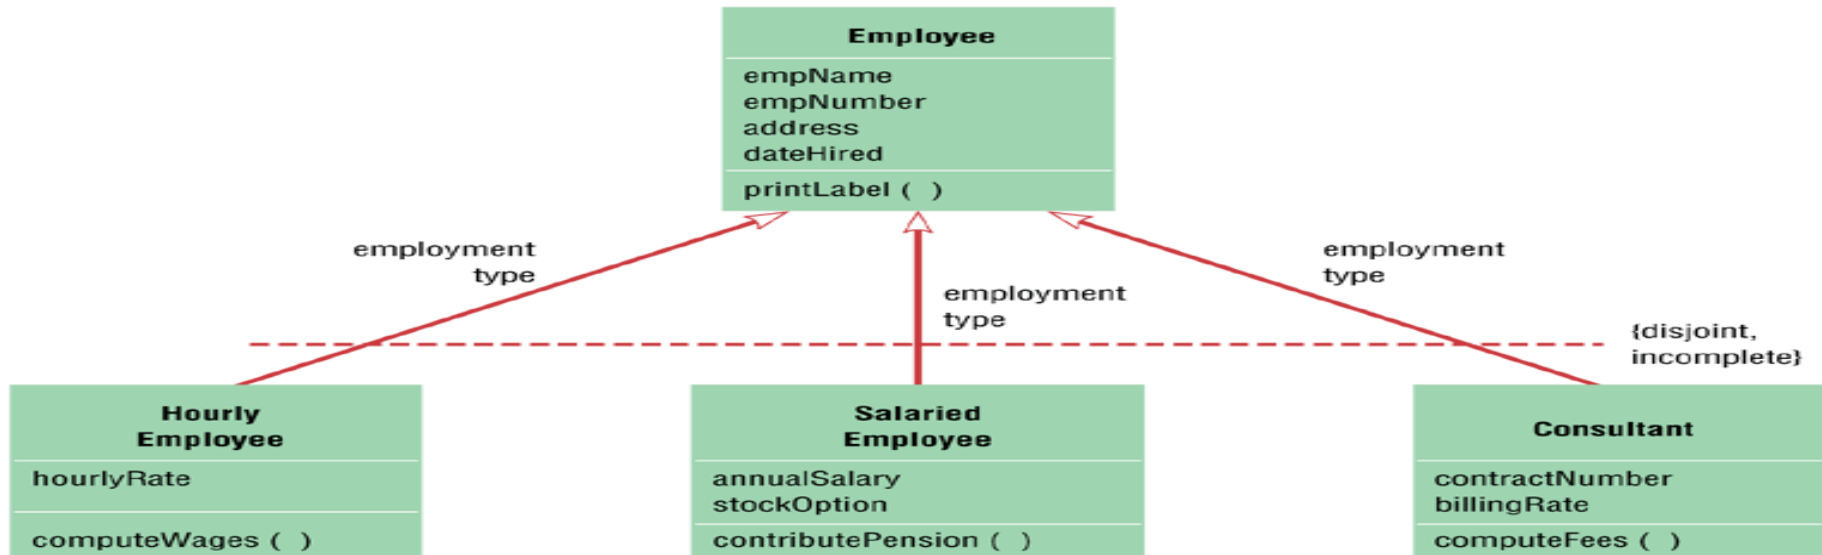 Employee
empName
empNumber
address
dateHired
printLabel ( )
employment
type
employment
type
employment
type
{disjoint,
incomplete}
Hourly
Employee
hourlyRate
computeWages ( )
Salaried
Employee
annualSalary
stockOption
contributePension ( )
Consultant
contractNumber
billingRate
computeFees ( )